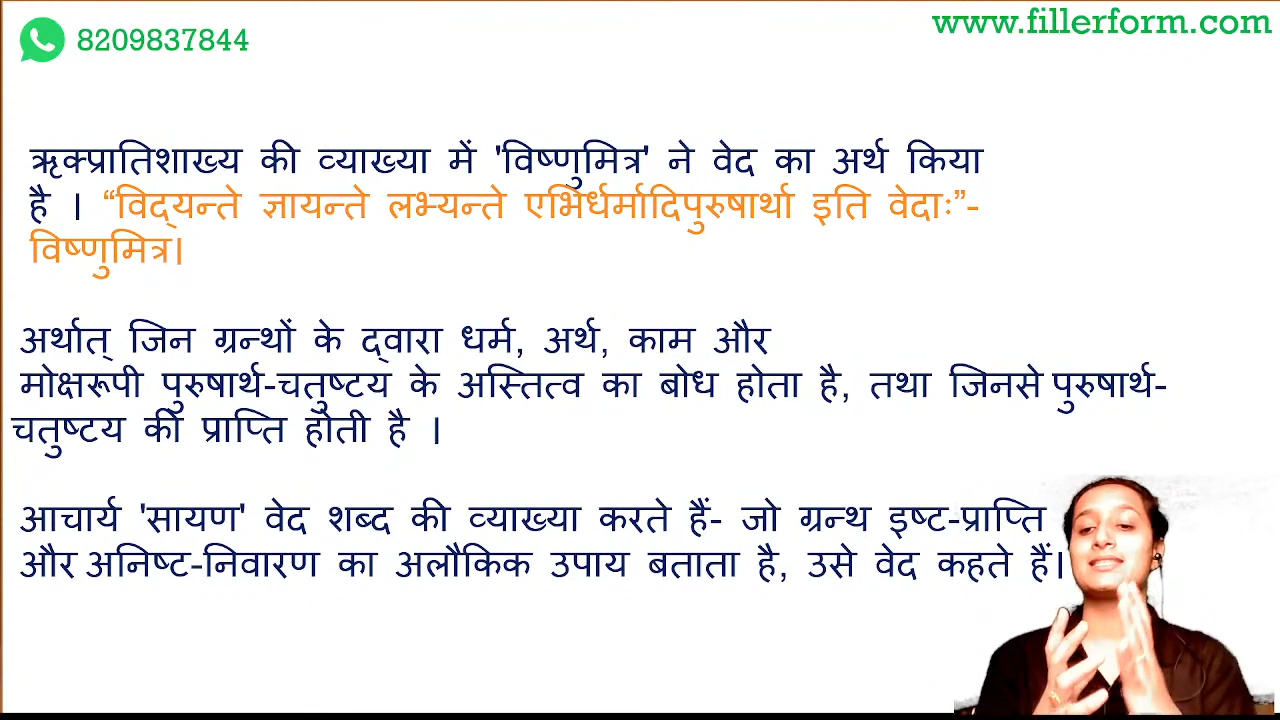 8209837844
www.fillerform.com
ऋक्प्रातिशाख्य की व्याख्या में 'विष्णुमित्र' ने वेद का अर्थ किया
है । “विद्यन्ते ज्ञायन्ते लभ्यन्ते एभिर्धर्मादिपुरुषार्था इति वेदाः”-
विष्णुमित्र।
अर्थात् जिन ग्रन्थों के द्वारा धर्म, अर्थ, काम और
मोक्षरूपी पुरुषार्थ-चतुष्टय के अस्तित्व का बोध होता है, तथा जिनसे पुरुषार्थ-
चतुष्टय की प्राप्ति होती है ।
आचार्य 'सायण' वेद शब्द की व्याख्या करते हैं- जो ग्रन्थ इष्ट-प्राप्ति
और अनिष्ट-निवारण का अलौकिक उपाय बताता है, उसे वेद कहते हैं।